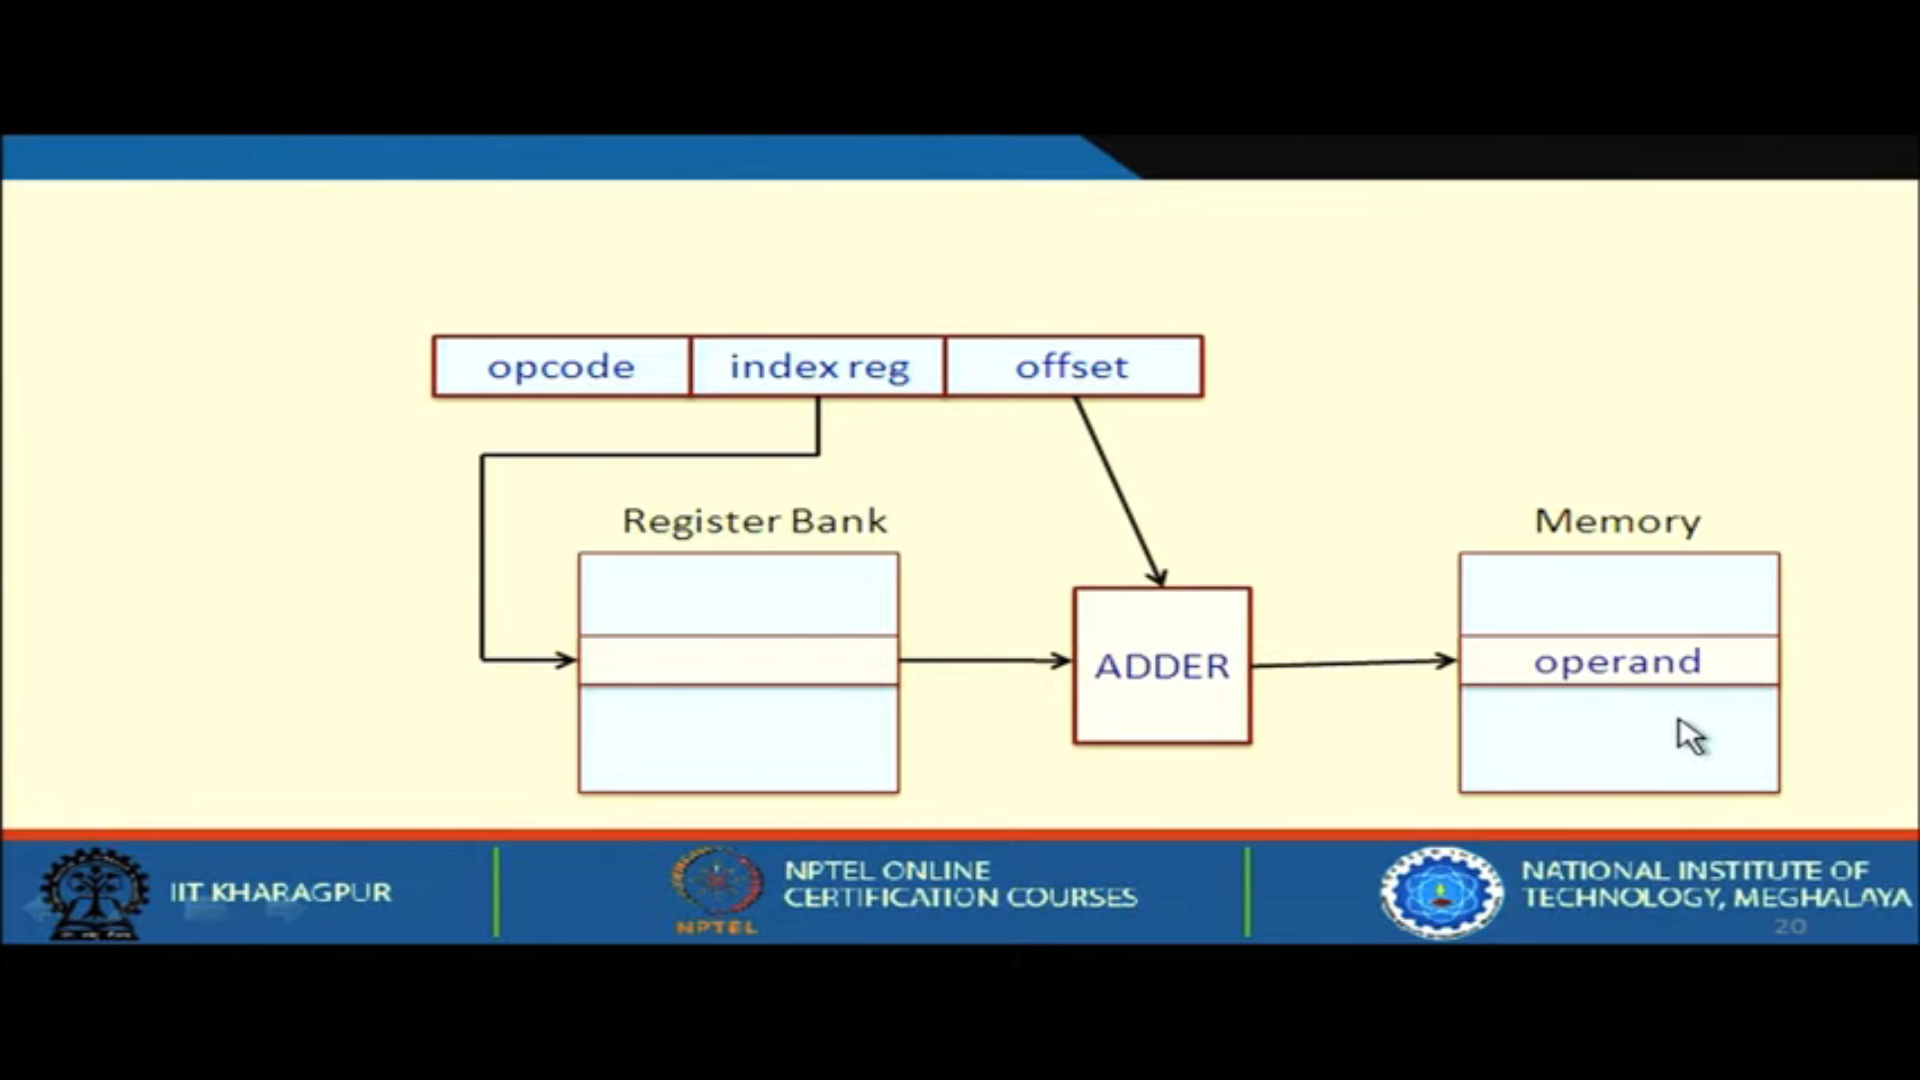 opcode index reg offset
Register Bank
Memory
ADDER
operand
IIT KHARAGPUR
NPTEL
NPTEL ONLINE
CERTIFICATION COURSES
NATIONAL INSTITUTE OF
TECHNOLOGY, MEGHALAYA
20